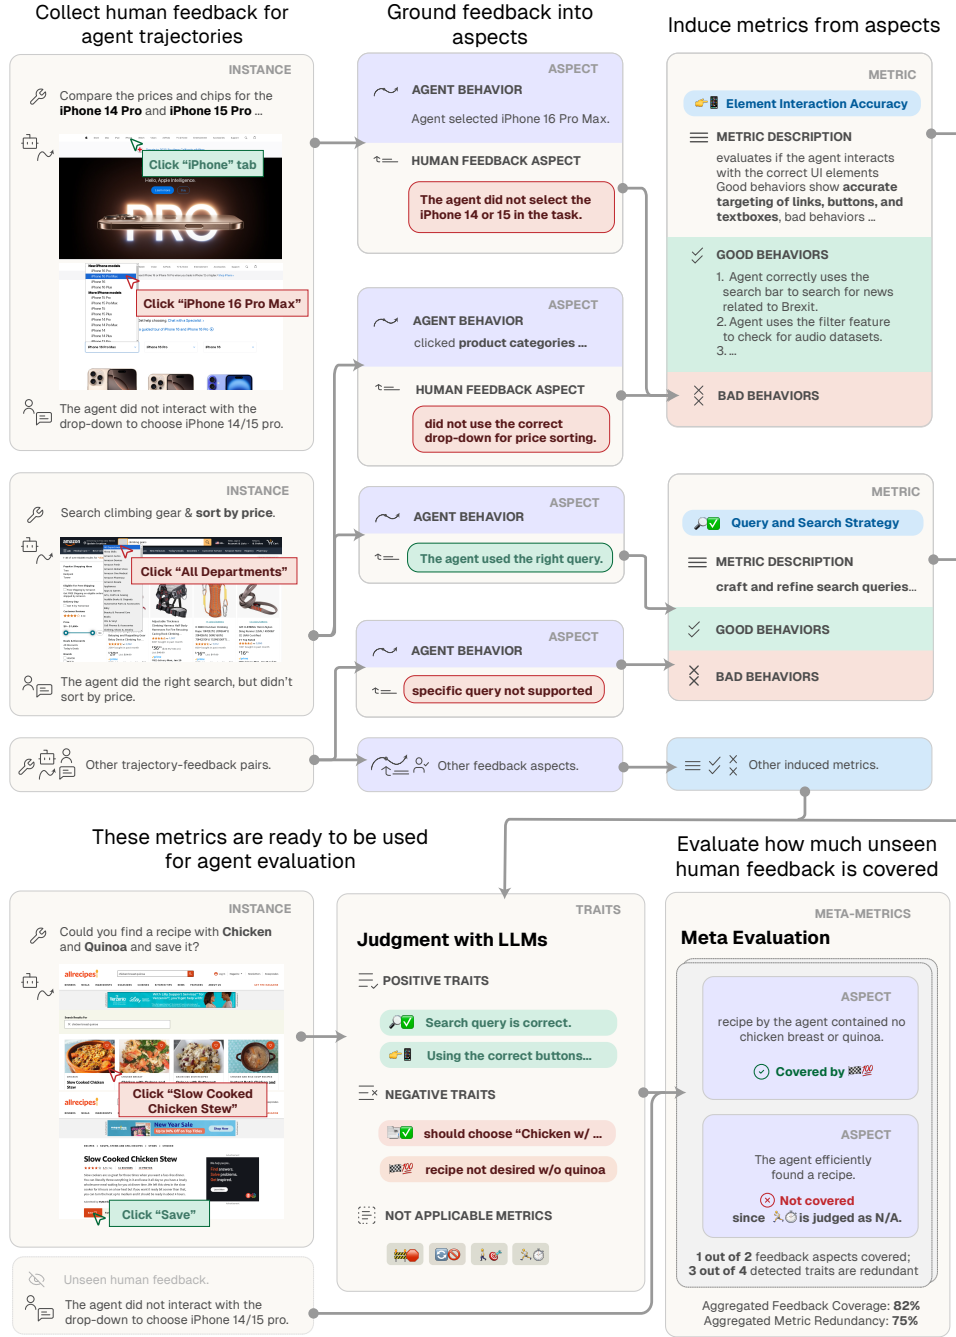 Collect human feedback for
agent trajectories
Ground feedback into
aspects
Induce metrics from aspects
INSTANCE
Compare the prices and chips for the
iPhone 14 Pro and iPhone 15 Pro ...
Click “iPhone” tab
Hello, Apple Intelligence.
PRO
Click “iPhone 16 Pro Max”
The agent did not interact with the
drop-down to choose iPhone 14/15 pro.
ASPECT
AGENT BEHAVIOR
Agent selected iPhone 16 Pro Max.
HUMAN FEEDBACK ASPECT
The agent did not select the
iPhone 14 or 15 in the task.
ASPECT
AGENT BEHAVIOR
clicked product categories ...
HUMAN FEEDBACK ASPECT
did not use the correct
drop-down for price sorting.
METRIC
Element Interaction Accuracy
METRIC DESCRIPTION
evaluates if the agent interacts
with the correct UI elements
Good behaviors show accurate
targeting of links, buttons, and
textboxes, bad behaviors ...
GOOD BEHAVIORS
1. Agent correctly uses the
search bar to search for news
related to Brexit.
2. Agent uses the filter feature
to check for audio datasets.
3. ...
BAD BEHAVIORS
INSTANCE
Search climbing gear & sort by price.
amazon
Click “All Departments”
The agent did the right search, but didn’t
sort by price.
ASPECT
AGENT BEHAVIOR
The agent used the right query.
ASPECT
AGENT BEHAVIOR
specific query not supported
METRIC
Query and Search Strategy
METRIC DESCRIPTION
craft and refine search queries...
GOOD BEHAVIORS
BAD BEHAVIORS
Other trajectory-feedback pairs.
Other feedback aspects.
Other induced metrics.
These metrics are ready to be used
for agent evaluation
Evaluate how much unseen
human feedback is covered
INSTANCE
Could you find a recipe with Chicken
and Quinoa and save it?
allrecipes
Click “Slow Cooked
Chicken Stew”
allrecipes
New Year Sale
Slow Cooked Chicken Stew
Click “Save”
Unseen human feedback.
The agent did not interact with the
drop-down to choose iPhone 14/15 pro.
TRAITS
Judgment with LLMs
POSITIVE TRAITS
Search query is correct.
Using the correct buttons...
NEGATIVE TRAITS
should choose “Chicken w/ ...
recipe not desired w/o quinoa
NOT APPLICABLE METRICS
META-METRICS
Meta Evaluation
ASPECT
recipe by the agent contained no
chicken breast or quinoa.
Covered by
ASPECT
The agent efficiently
found a recipe.
Not covered
since is judged as N/A.
1 out of 2 feedback aspects covered;
3 out of 4 detected traits are redundant
Aggregated Feedback Coverage: 82%
Aggregated Metric Redundancy: 75%